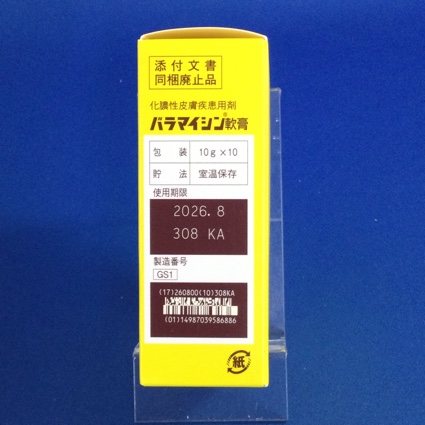 添付文書
同梱廃止品
化膿性皮膚疾患用剤
バラマイシン®軟膏
包装 10g×10
貯法 室温保存
使用期限
2026.8
308 KA
製造番号
GS1
(17)260800(10)308KA
(01)14987039586886
紙